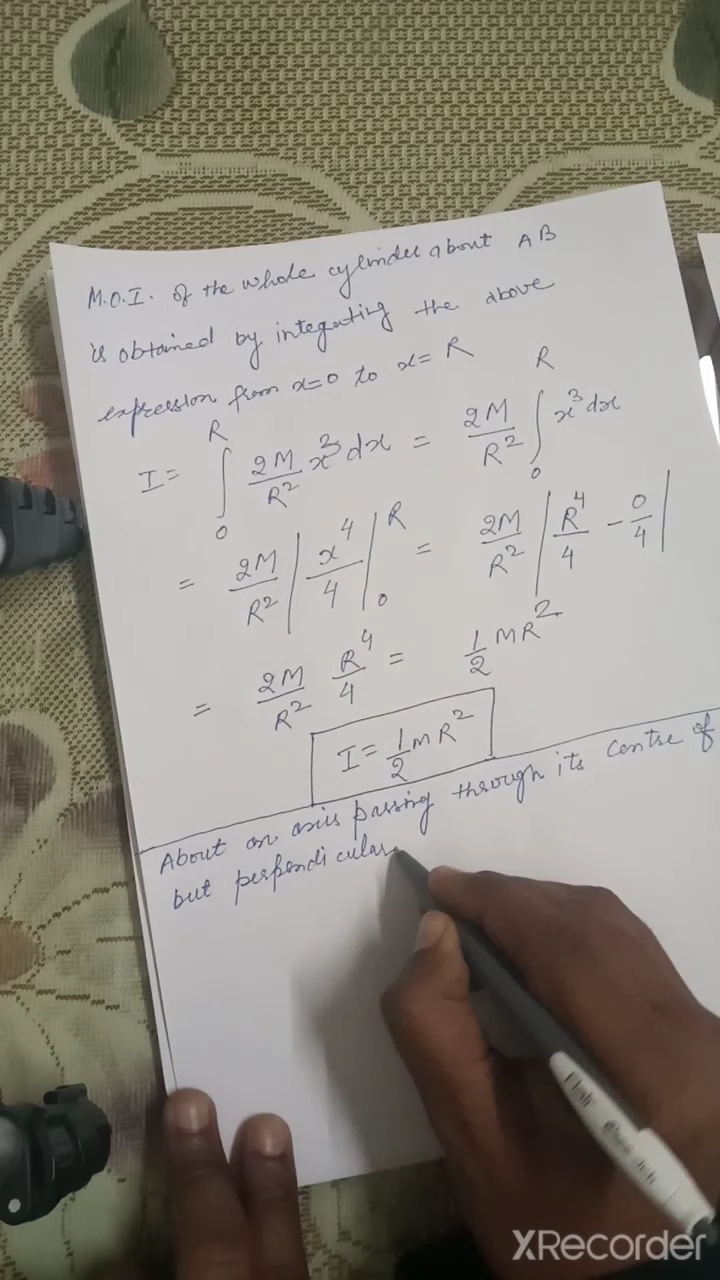 M.O.I. of the whole cylinder about AB
is obtained by integrating the above
expression from x=0 to x= R
I = ∫₀ᴿ 2M/R² x³ dx = 2M/R² ∫₀ᴿ x³ dx
= 2M/R² |x⁴/4|₀ᴿ = 2M/R² |R⁴/4 - 0/4|
= 2M/R² R⁴/4 = 1/2 MR²
I = 1/2 MR²
About an axis passing through its centre of
but perpendicular
XRecorder